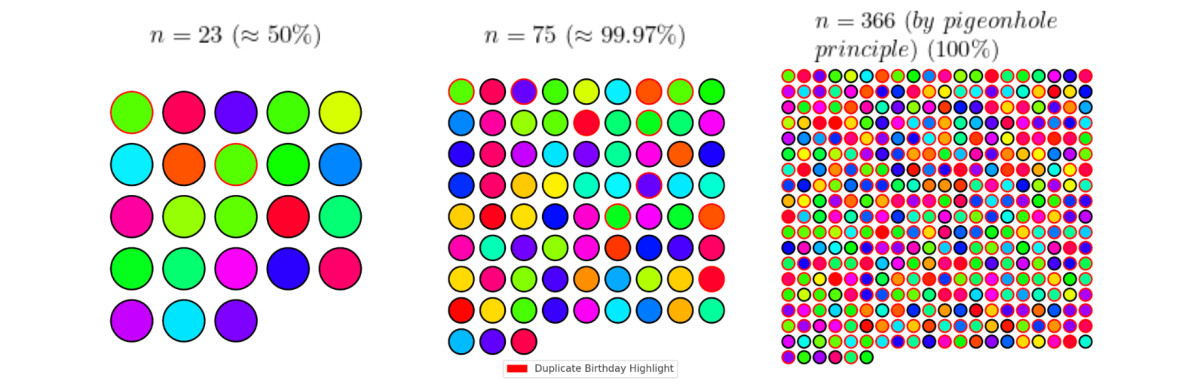 n = 23 (≈ 50%)
n = 75 (≈ 99.97%)
n = 366 (by pigeonhole
principle) (100%)
Duplicate Birthday Highlight